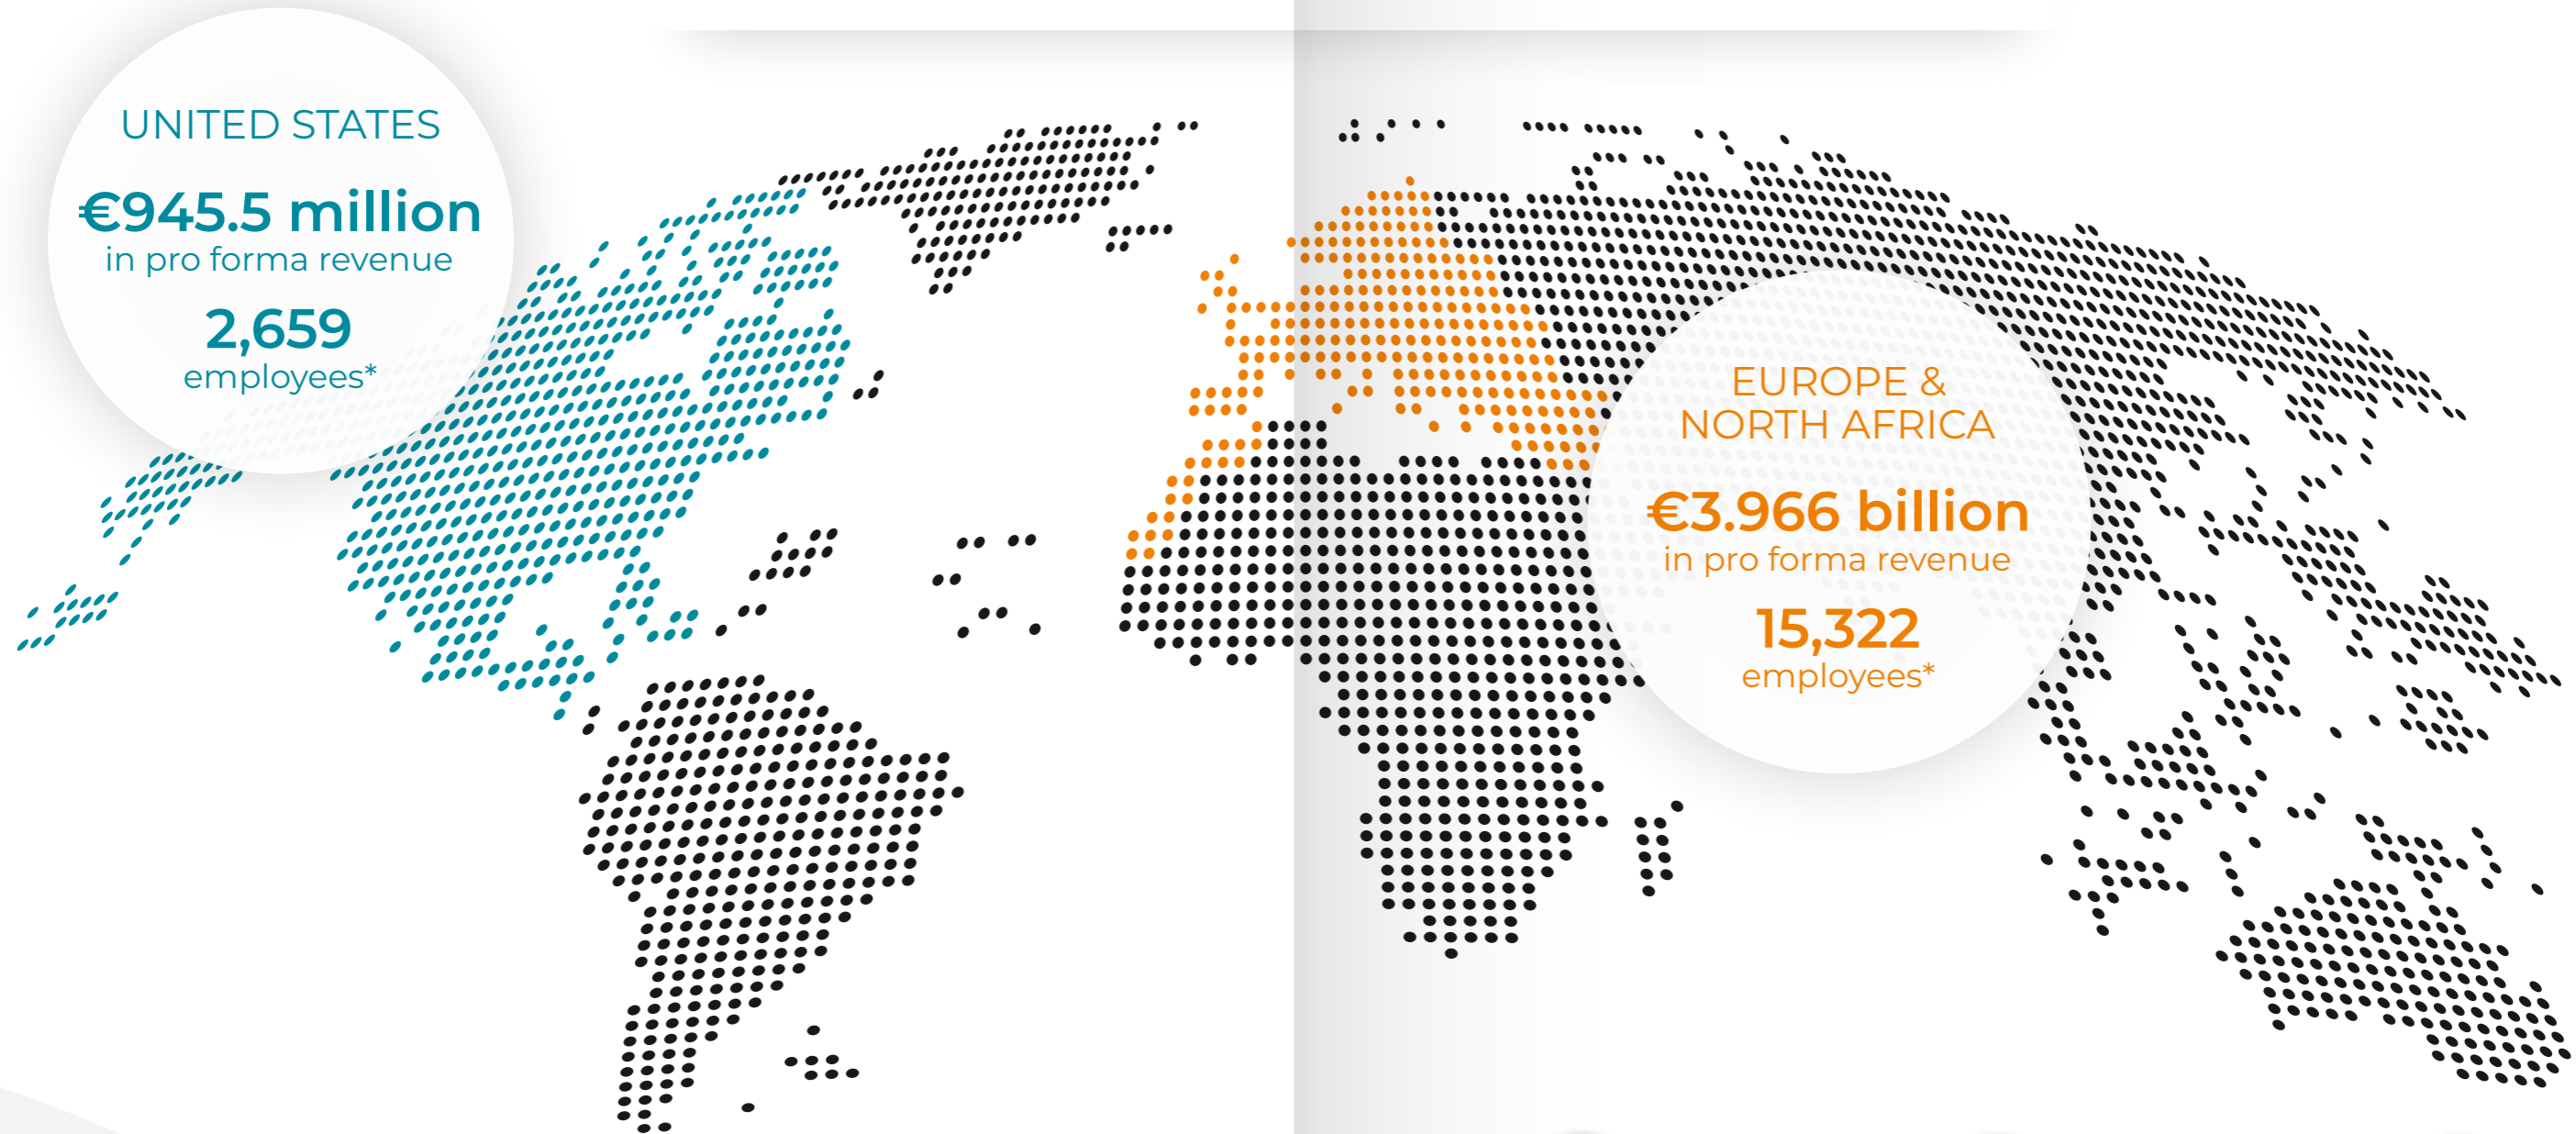 UNITED STATES
€945.5 million
in pro forma revenue
2,659
employees*
EUROPE &
NORTH AFRICA
€3.966 billion
in pro forma revenue
15,322
employees*